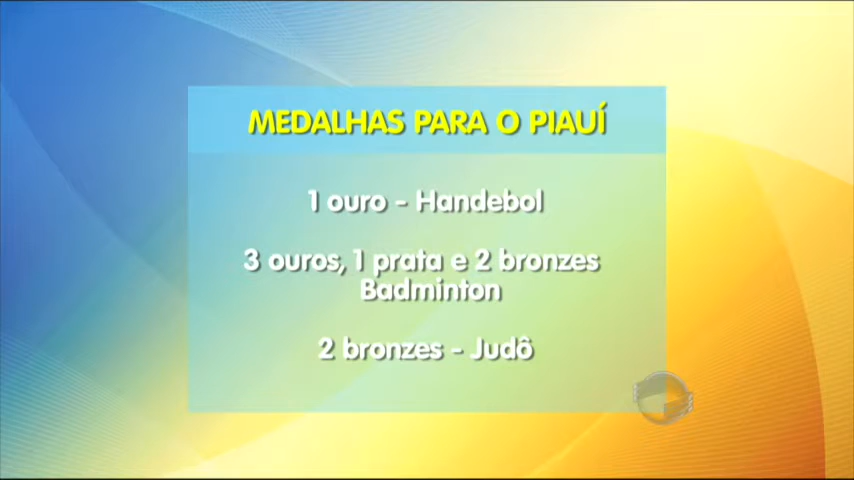 MEDALHAS PARA O PIAUÍ
1 ouro - Handebol
3 ouros, 1 prata e 2 bronzes
Badminton
2 bronzes - Judô